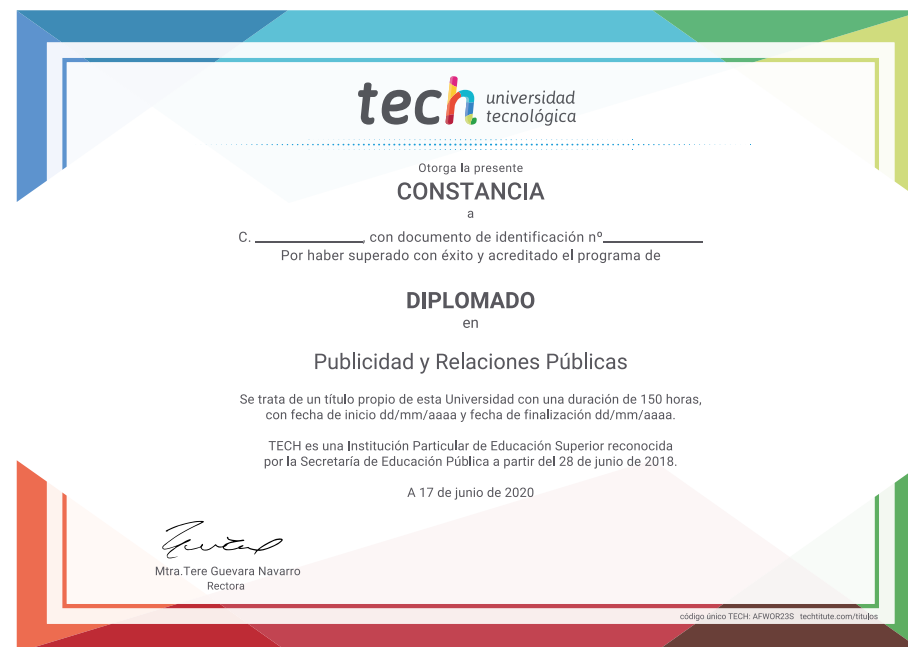 tech universidad
tecnológica
Otorga la presente
CONSTANCIA
a
C. ______________, con documento de identificación nº_____________
Por haber superado con éxito y acreditado el programa de
DIPLOMADO
en
Publicidad y Relaciones Públicas
Se trata de un título propio de esta Universidad con una duración de 150 horas,
con fecha de inicio dd/mm/aaaa y fecha de finalización dd/mm/aaaa.
TECH es una Institución Particular de Educación Superior reconocida
por la Secretaría de Educación Pública a partir del 28 de junio de 2018.
A 17 de junio de 2020
Mtra.Tere Guevara Navarro
Rectora
código único TECH: AFWOR23S techtitute.com/titulos